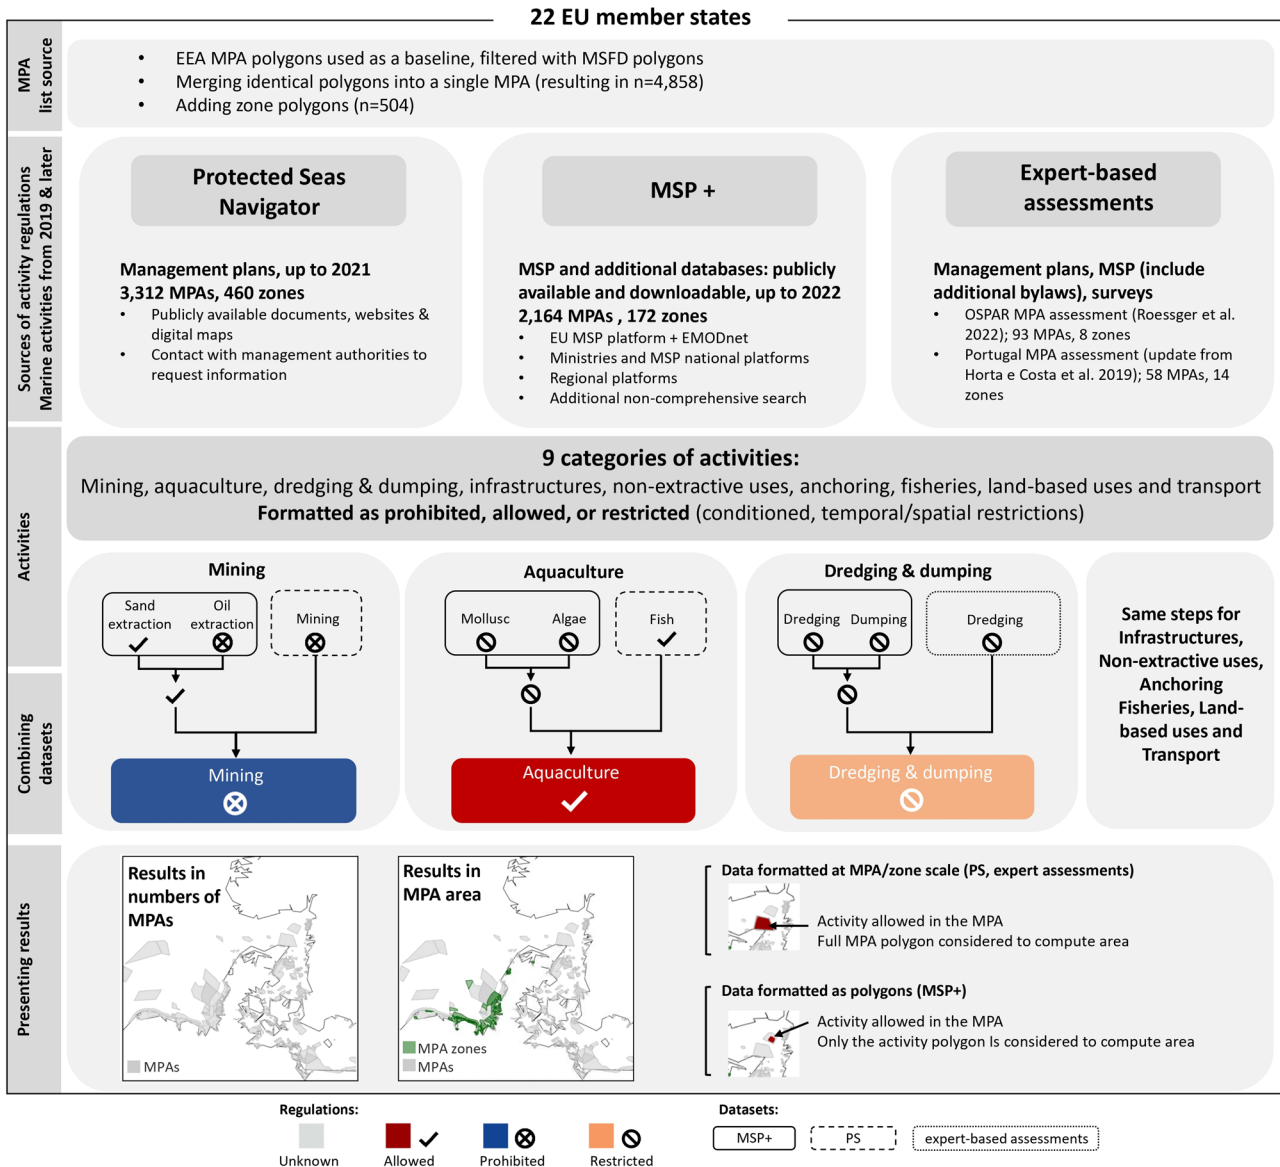 22 EU member states
MPA
list source
• EEA MPA polygons used as a baseline, filtered with MSFD polygons
• Merging identical polygons into a single MPA (resulting in n=4,858)
• Adding zone polygons (n=504)
Sources of activity regulations
Marine activities from 2019 & later
Protected Seas
Navigator
Management plans, up to 2021
3,312 MPAs, 460 zones
• Publicly available documents, websites &
digital maps
• Contact with management authorities to
request information
MSP +
MSP and additional databases: publicly
available and downloadable, up to 2022
2,164 MPAs , 172 zones
• EU MSP platform + EMODnet
• Ministries and MSP national platforms
• Regional platforms
• Additional non-comprehensive search
Expert-based
assessments
Management plans, MSP (include
additional bylaws), surveys
• OSPAR MPA assessment (Roessger et al.
2022); 93 MPAs, 8 zones
• Portugal MPA assessment (update from
Horta e Costa et al. 2019); 58 MPAs, 14
zones
Activities
9 categories of activities:
Mining, aquaculture, dredging & dumping, infrastructures, non-extractive uses, anchoring, fisheries, land-based uses and transport
Formatted as prohibited, allowed, or restricted (conditioned, temporal/spatial restrictions)
Mining
Sand
extraction
Oil
extraction
Mining
Aquaculture
Mollusc
Algae
Fish
Dredging & dumping
Dredging
Dumping
Dredging
Same steps for
Infrastructures,
Non-extractive uses,
Anchoring
Fisheries, Land-
based uses and
Transport
Combining
datasets
Mining
Aquaculture
Dredging & dumping
Presenting results
Results in
numbers of
MPAs
MPAs
Results in
MPA area
MPA zones
MPAs
Data formatted at MPA/zone scale (PS, expert assessments)
Activity allowed in the MPA
Full MPA polygon considered to compute area
Data formatted as polygons (MSP+)
Activity allowed in the MPA
Only the activity polygon Is considered to compute area
Regulations:
Unknown
Allowed
Prohibited
Restricted
Datasets:
MSP+
PS
expert-based assessments